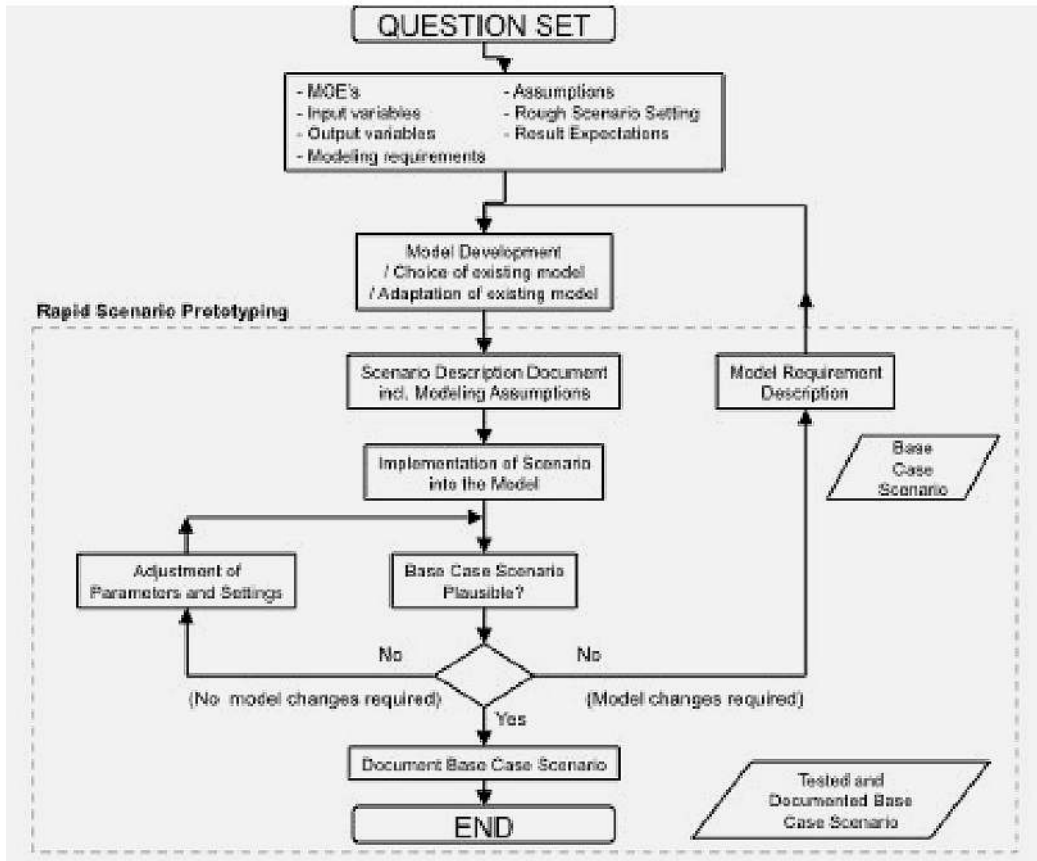 QUESTION SET
- MOE's
- Input variables
- Output variables
- Modeling requirements
- Assumptions
- Rough Scenario Setting
- Result Expectations
Model Development
/ Choice of existing model
/ Adaptation of existing model
Rapid Scenario Prototyping
Scenario Description Document
incl. Modeling Assumptions
Model Requirement
Description
Implementation of Scenario
into the Model
Base
Case
Scenario
Adjustment of
Parameters and Settings
Base Case Scenario
Plausible?
No
No
(No model changes required)
(Model changes required)
Yes
Document Base Case Scenario
Tested and
Documented Base
Case Scenario
END